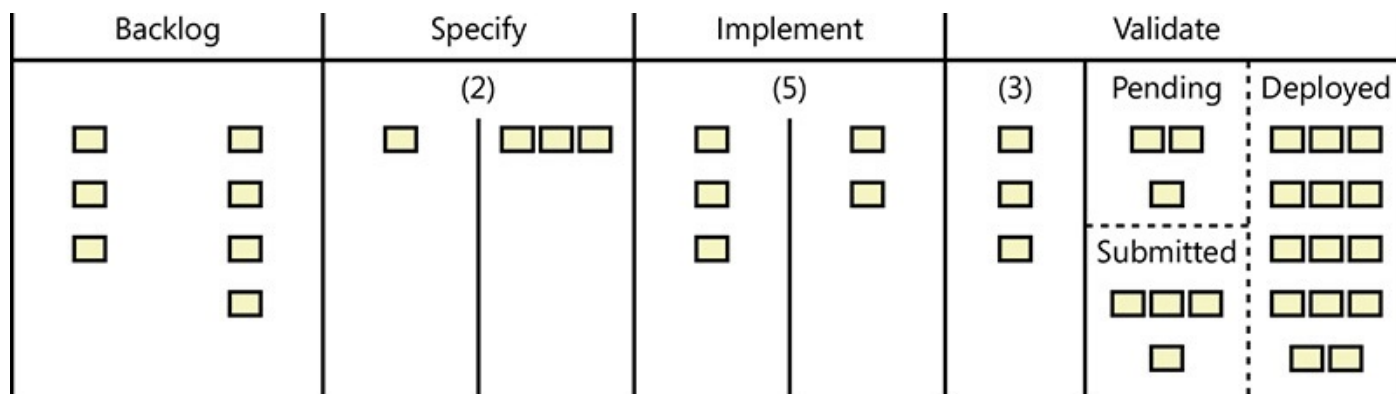 Backlog
Specify
Implement
Validate
(2)
(5)
(3)
Pending
Deployed
Submitted